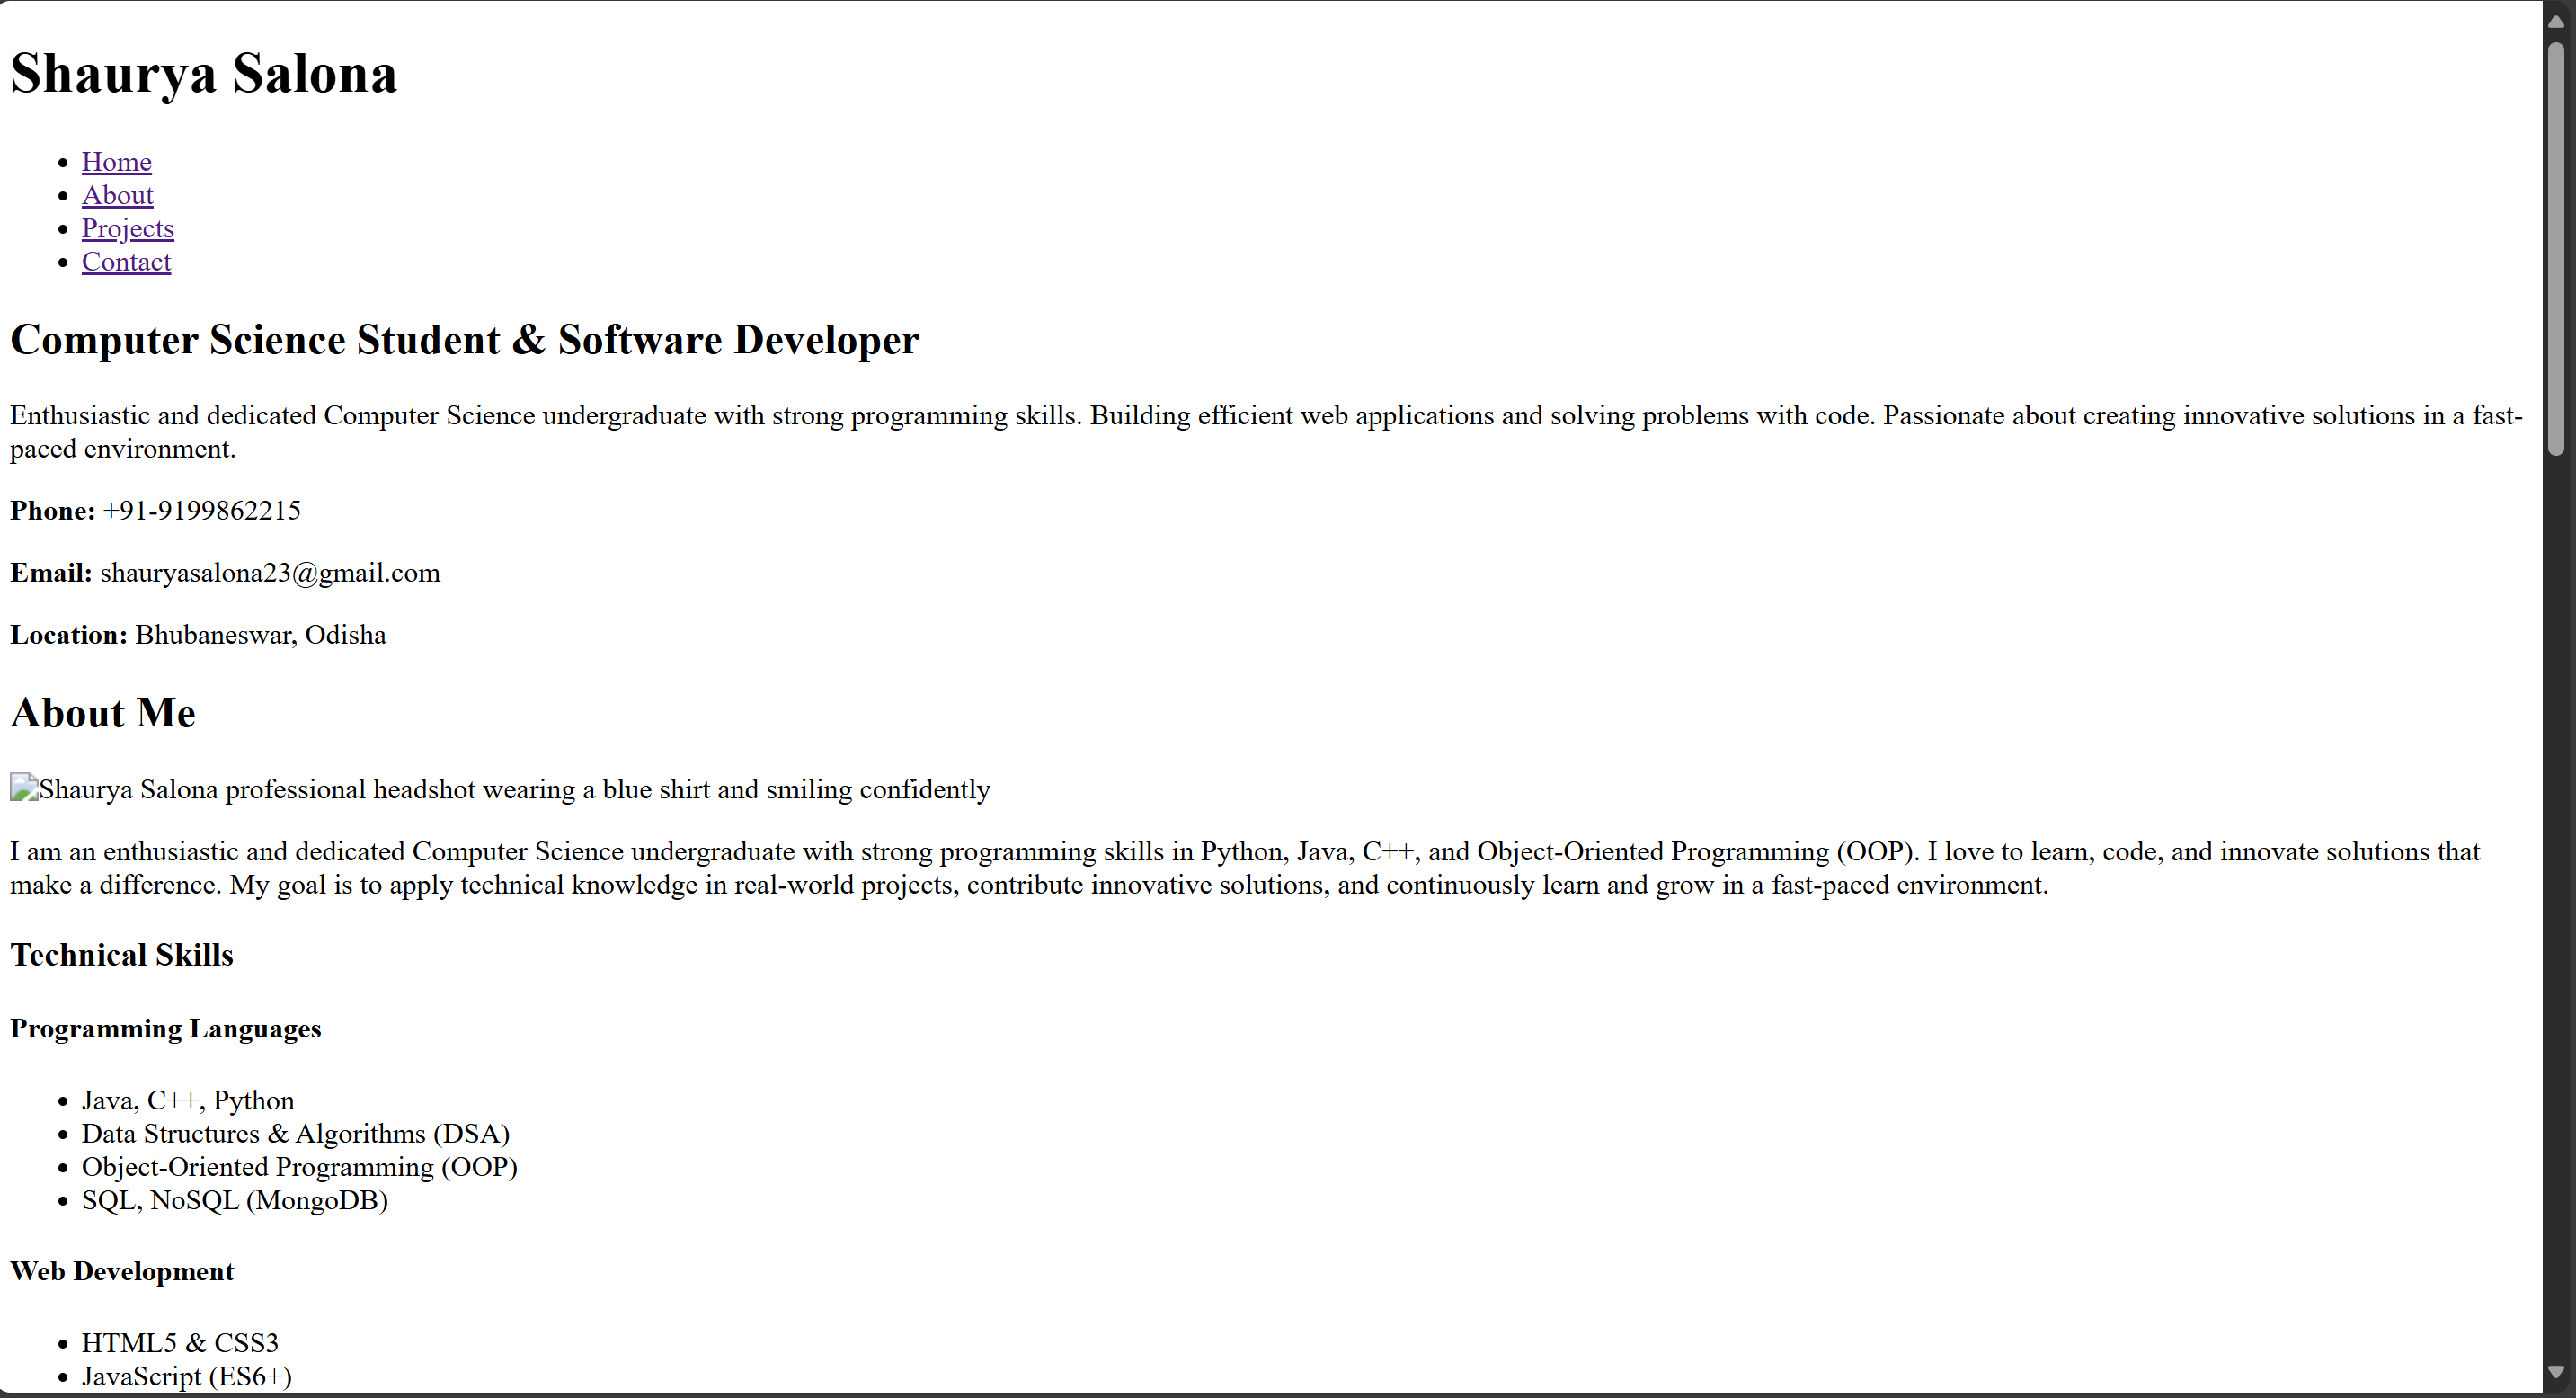 Shaurya Salona
Home
About
Projects
Contact
Computer Science Student & Software Developer
Enthusiastic and dedicated Computer Science undergraduate with strong programming skills. Building efficient web applications and solving problems with code. Passionate about creating innovative solutions in a fast-
paced environment.
Phone: +91-9199862215
Email: shauryasalona23@gmail.com
Location: Bhubaneswar, Odisha
About Me
Shaurya Salona professional headshot wearing a blue shirt and smiling confidently
I am an enthusiastic and dedicated Computer Science undergraduate with strong programming skills in Python, Java, C++, and Object-Oriented Programming (OOP). I love to learn, code, and innovate solutions that
make a difference. My goal is to apply technical knowledge in real-world projects, contribute innovative solutions, and continuously learn and grow in a fast-paced environment.
Technical Skills
Programming Languages
Java, C++, Python
Data Structures & Algorithms (DSA)
Object-Oriented Programming (OOP)
SQL, NoSQL (MongoDB)
Web Development
HTML5 & CSS3
JavaScript (ES6+)